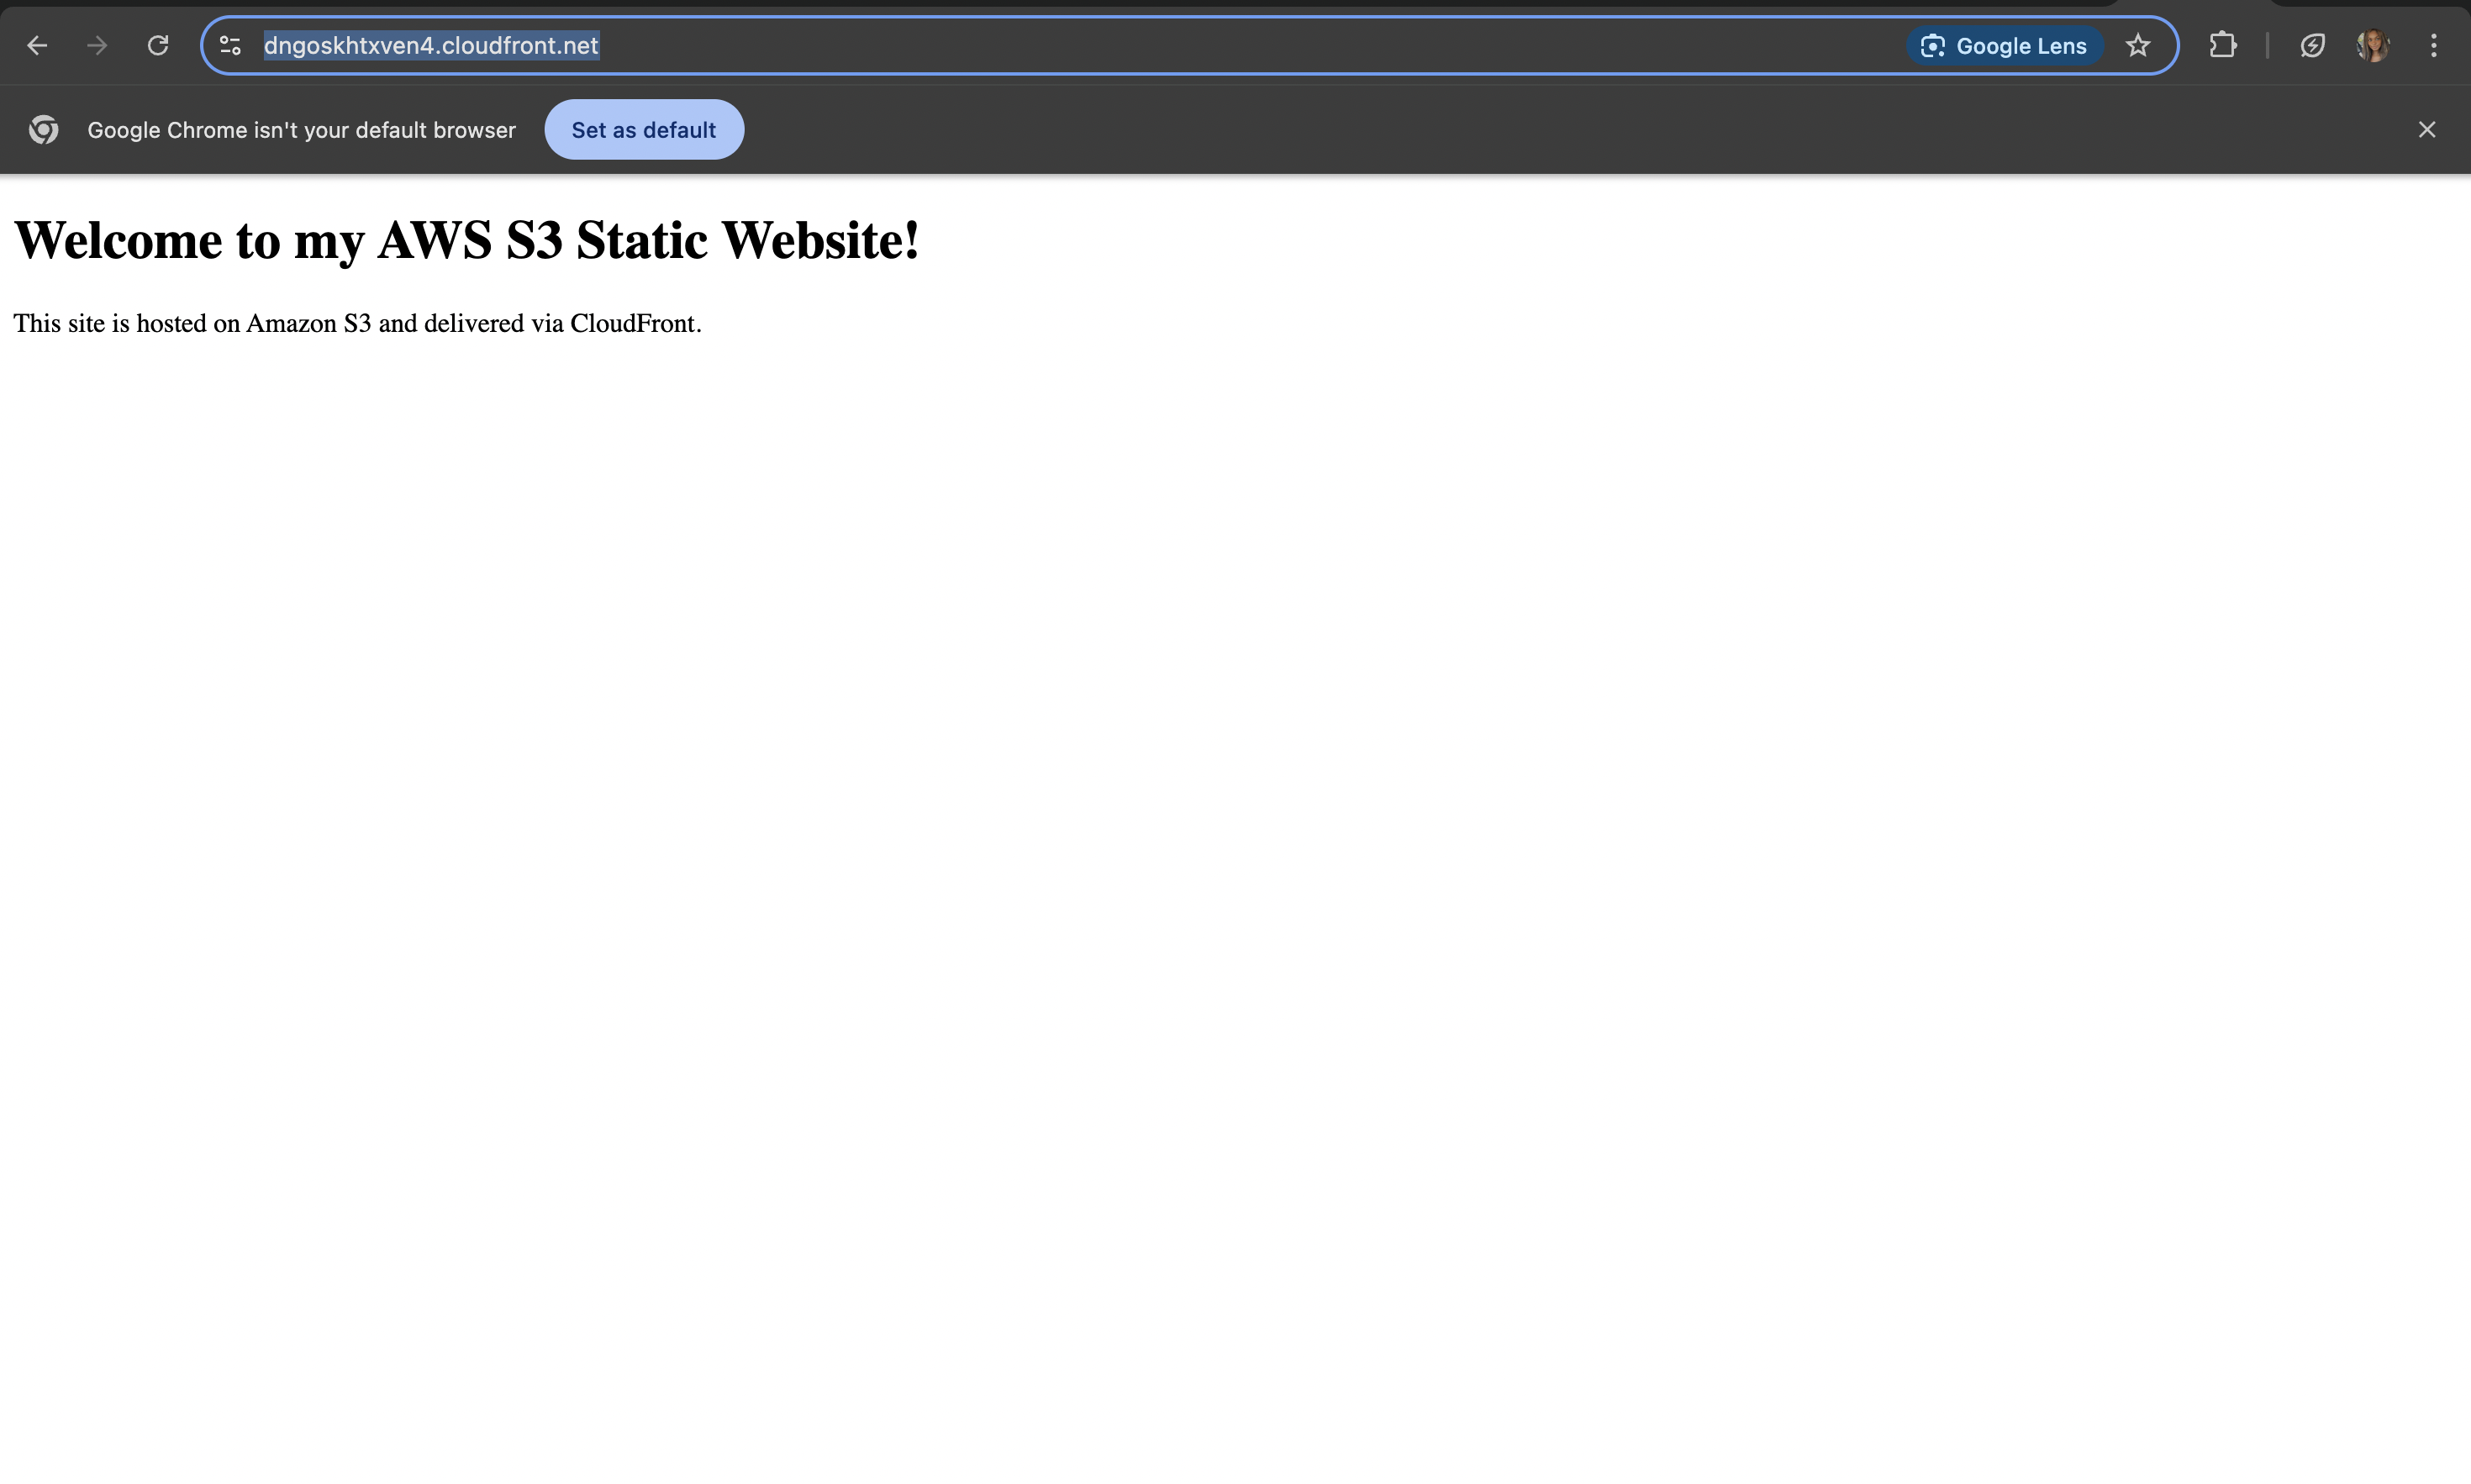 dngoskhtxven4.cloudfront.net
Google Lens
Google Chrome isn't your default browser
Set as default
Welcome to my AWS S3 Static Website!
This site is hosted on Amazon S3 and delivered via CloudFront.